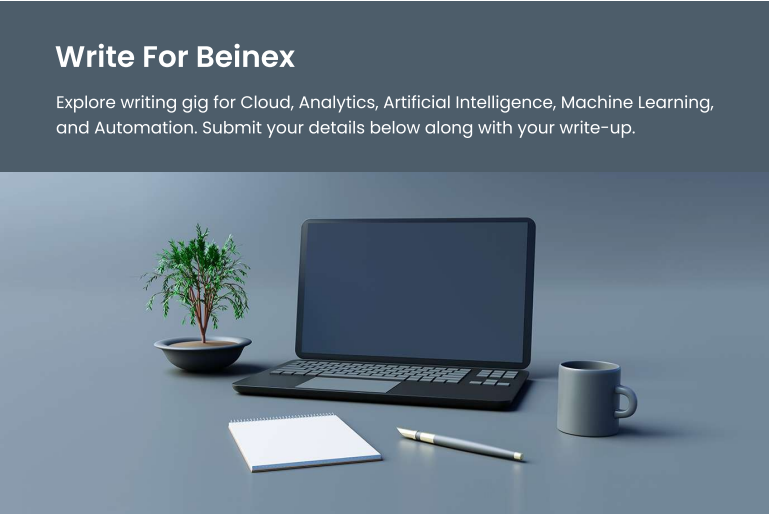 Write For Beinex
Explore writing gig for Cloud, Analytics, Artificial Intelligence, Machine Learning,
and Automation. Submit your details below along with your write-up.